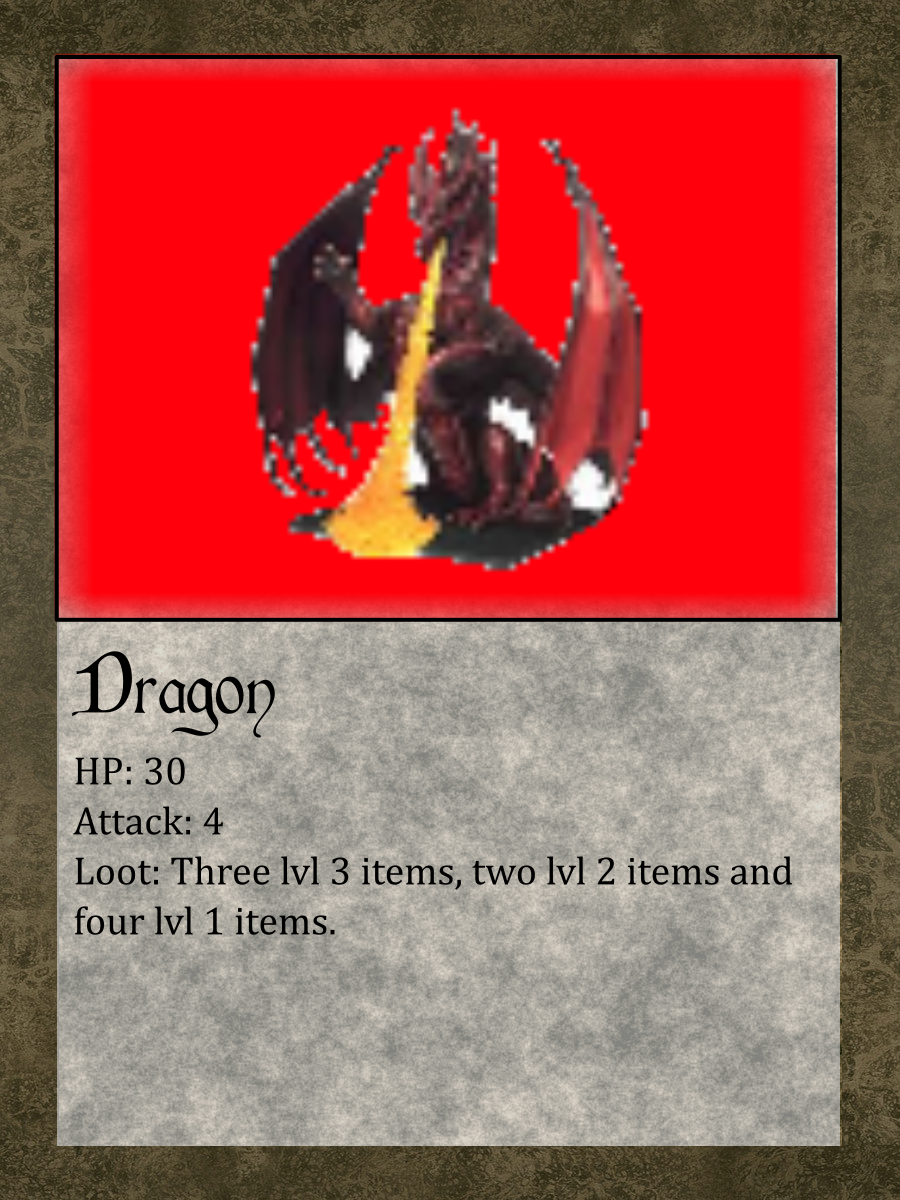 Dragon
HP: 30
Attack: 4
Loot: Three lvl 3 items, two lvl 2 items and
four lvl 1 items.